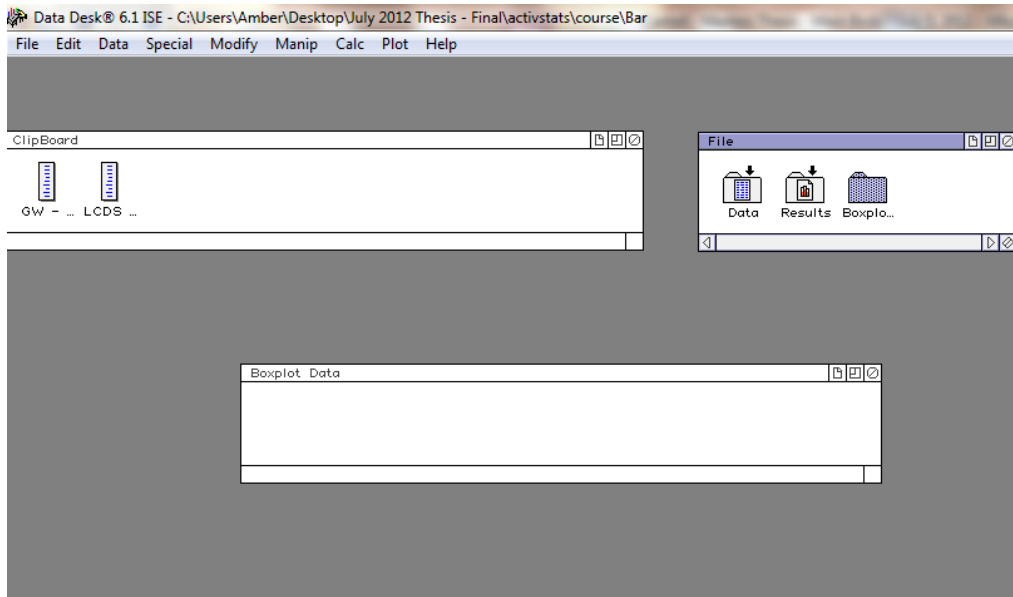 Data Desk® 6.1 ISE - C:\Users\Amber\Desktop\July 2012 Thesis - Final\activstats\course\Bar
File Edit Data Special Modify Manip Calc Plot Help
ClipBoard
GW - … LCDS …
File
Data Results Boxplo…
Boxplot Data